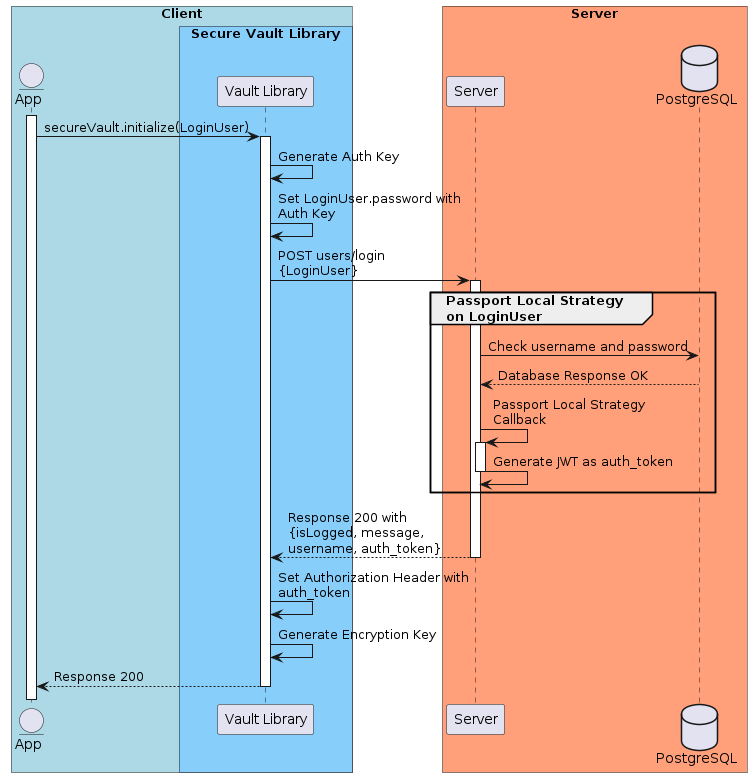 Client
Server
Secure Vault Library
App
Vault Library
Server
PostgreSQL
secureVault.initialize(LoginUser)
Generate Auth Key
Set LoginUser.password with
Auth Key
POST users/login
{LoginUser}
Passport Local Strategy
on LoginUser
Check username and password
Database Response OK
Passport Local Strategy
Callback
Generate JWT as auth_token
Response 200 with
{isLogged, message,
username, auth_token}
Set Authorization Header with
auth_token
Generate Encryption Key
Response 200
App
Vault Library
Server
PostgreSQL